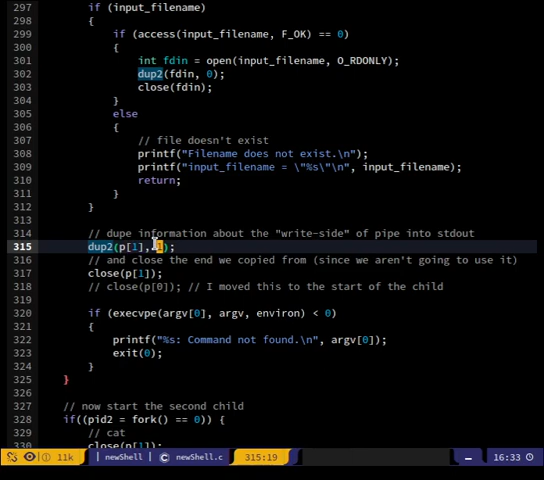 297 if (input_filename)
298 {
299 if (access(input_filename, F_OK) == 0)
300 {
301 int fdin = open(input_filename, O_RDONLY);
302 dup2(fdin, 0);
303 close(fdin);
304 }
305 else
306 {
307 // file doesn't exist
308 printf("Filename does not exist.\n");
309 printf("input_filename = \"%s\"\n", input_filename);
310 return;
311 }
312 }
313
314 // dupe information about the "write-side" of pipe into stdout
315 dup2(p[1], 1);
316 // and close the end we copied from (since we aren't going to use it)
317 close(p[1]);
318 // close(p[0]); // I moved this to the start of the child
319
320 if (execvpe(argv[0], argv, environ) < 0)
321 {
322 printf("%s: Command not found.\n", argv[0]);
323 exit(0);
324 }
325 }
326
327 // now start the second child
328 if((pid2 = fork() == 0)) {
329 // cat
330 close(p[1]);
11k | newShell | newShell.c 315:19 16:33